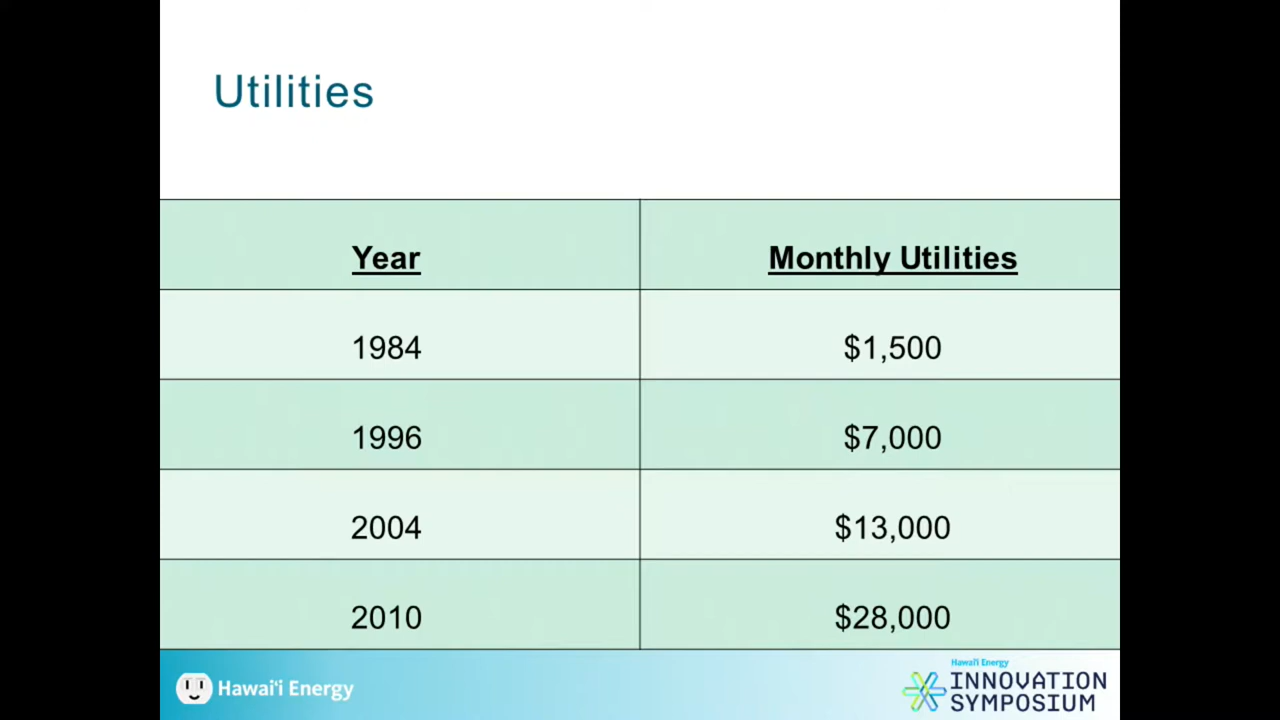 Utilities
Year Monthly Utilities
1984 $1,500
1996 $7,000
2004 $13,000
2010 $28,000
Hawai‘i Energy
Hawai‘i Energy
INNOVATION
SYMPOSIUM